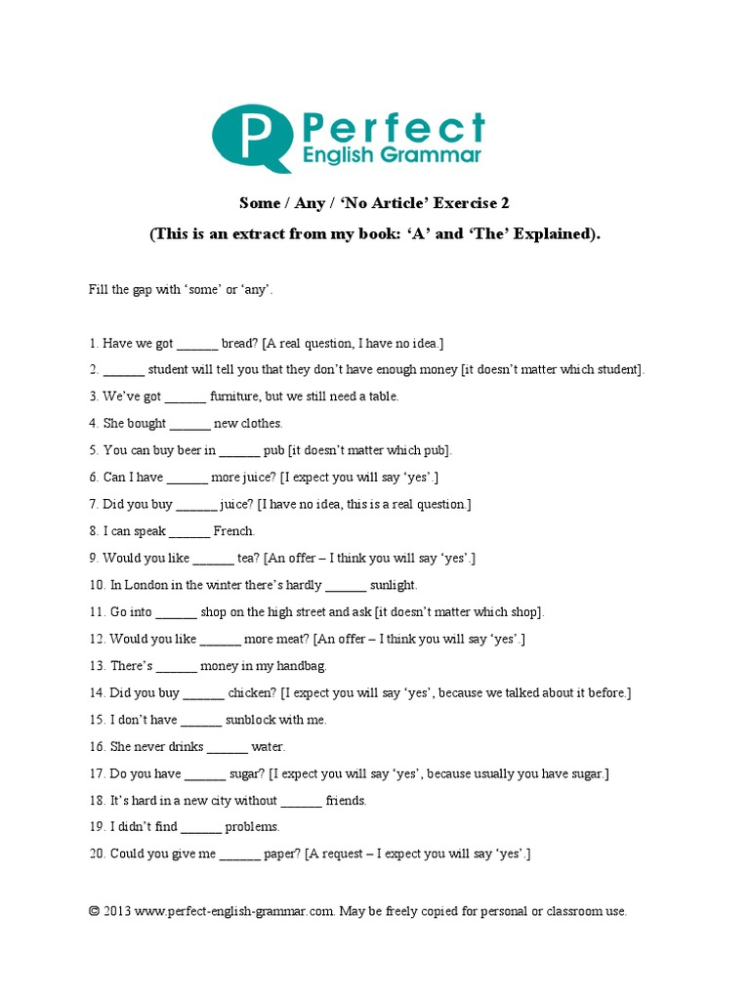 P Perfect
English Grammar
Some / Any / ‘No Article’ Exercise 2
(This is an extract from my book: ‘A’ and ‘The’ Explained).
Fill the gap with ‘some’ or ‘any’.
1. Have we got ______ bread? [A real question, I have no idea.]
2. ______ student will tell you that they don’t have enough money [it doesn’t matter which student].
3. We’ve got ______ furniture, but we still need a table.
4. She bought ______ new clothes.
5. You can buy beer in ______ pub [it doesn’t matter which pub].
6. Can I have ______ more juice? [I expect you will say ‘yes’.]
7. Did you buy ______ juice? [I have no idea, this is a real question.]
8. I can speak ______ French.
9. Would you like ______ tea? [An offer – I think you will say ‘yes’.]
10. In London in the winter there’s hardly ______ sunlight.
11. Go into ______ shop on the high street and ask [it doesn’t matter which shop].
12. Would you like ______ more meat? [An offer – I think you will say ‘yes’.]
13. There’s ______ money in my handbag.
14. Did you buy ______ chicken? [I expect you will say ‘yes’, because we talked about it before.]
15. I don’t have ______ sunblock with me.
16. She never drinks ______ water.
17. Do you have ______ sugar? [I expect you will say ‘yes’, because usually you have sugar.]
18. It’s hard in a new city without ______ friends.
19. I didn’t find ______ problems.
20. Could you give me ______ paper? [A request – I expect you will say ‘yes’.]
© 2013 www.perfect-english-grammar.com. May be freely copied for personal or classroom use.